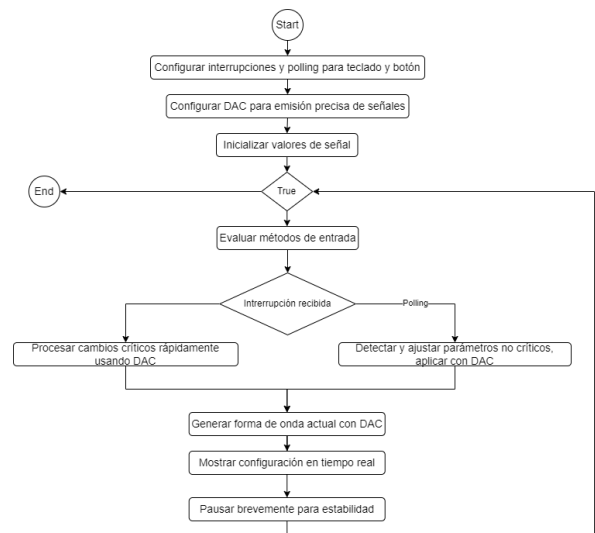 Start
Configurar interrupciones y polling para teclado y botón
Configurar DAC para emisión precisa de señales
Inicializar valores de señal
End
True
Evaluar métodos de entrada
Intrerrupción recibida
Polling
Procesar cambios críticos rápidamente
usando DAC
Detectar y ajustar parámetros no críticos,
aplicar con DAC
Generar forma de onda actual con DAC
Mostrar configuración en tiempo real
Pausar brevemente para estabilidad